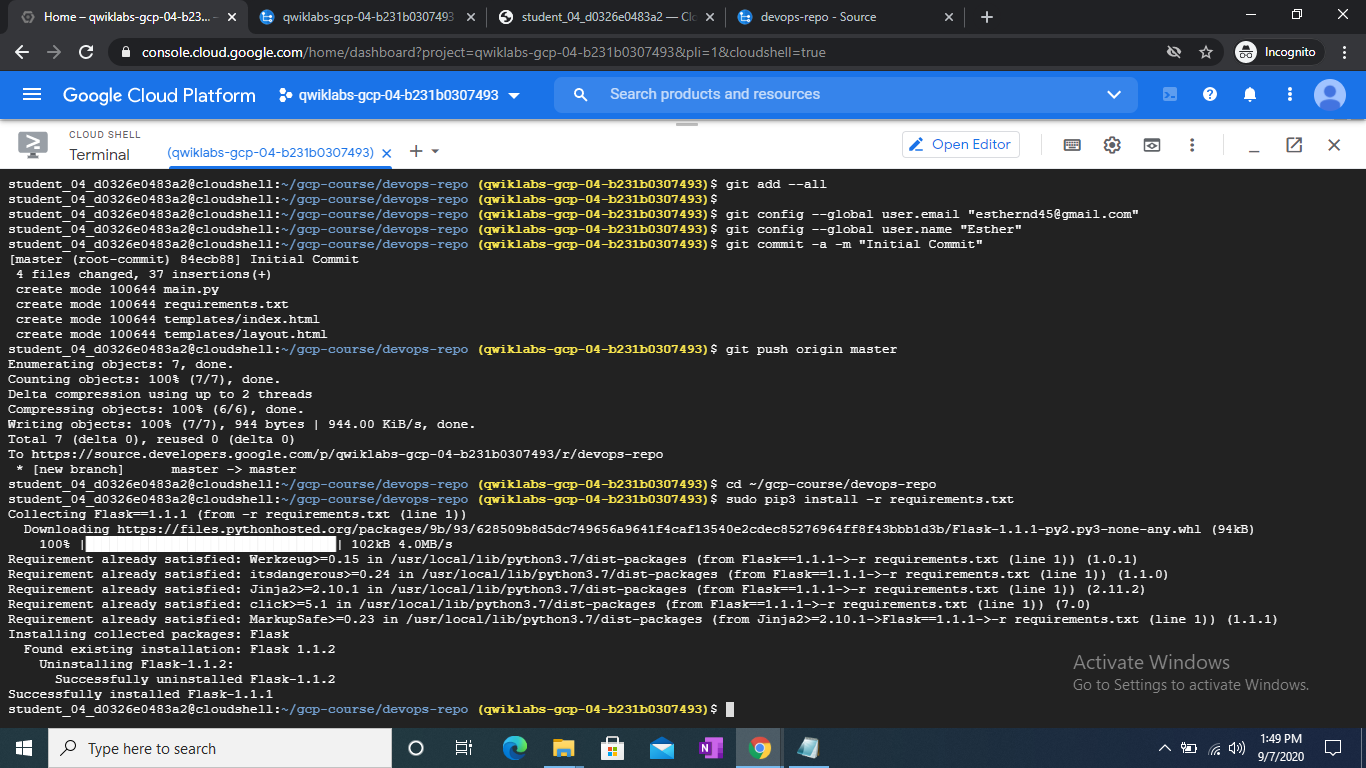 Home – qwiklabs-gcp-04-b23...
qwiklabs-gcp-04-b231b0307493
student_04_d0326e0483a2 — Clo
devops-repo - Source
console.cloud.google.com/home/dashboard?project=qwiklabs-gcp-04-b231b0307493&pli=1&cloudshell=true
Incognito
Google Cloud Platform
qwiklabs-gcp-04-b231b0307493
Search products and resources
CLOUD SHELL
Terminal
(qwiklabs-gcp-04-b231b0307493)
Open Editor
student_04_d0326e0483a2@cloudshell:~/gcp-course/devops-repo (qwiklabs-gcp-04-b231b0307493)$ git add --all
student_04_d0326e0483a2@cloudshell:~/gcp-course/devops-repo (qwiklabs-gcp-04-b231b0307493)$
student_04_d0326e0483a2@cloudshell:~/gcp-course/devops-repo (qwiklabs-gcp-04-b231b0307493)$ git config --global user.email "esthernd45@gmail.com"
student_04_d0326e0483a2@cloudshell:~/gcp-course/devops-repo (qwiklabs-gcp-04-b231b0307493)$ git config --global user.name "Esther"
student_04_d0326e0483a2@cloudshell:~/gcp-course/devops-repo (qwiklabs-gcp-04-b231b0307493)$ git commit -a -m "Initial Commit"
[master (root-commit) 84ecb88] Initial Commit
4 files changed, 37 insertions(+)
create mode 100644 main.py
create mode 100644 requirements.txt
create mode 100644 templates/index.html
create mode 100644 templates/layout.html
student_04_d0326e0483a2@cloudshell:~/gcp-course/devops-repo (qwiklabs-gcp-04-b231b0307493)$ git push origin master
Enumerating objects: 7, done.
Counting objects: 100% (7/7), done.
Delta compression using up to 2 threads
Compressing objects: 100% (6/6), done.
Writing objects: 100% (7/7), 944 bytes | 944.00 KiB/s, done.
Total 7 (delta 0), reused 0 (delta 0)
To https://source.developers.google.com/p/qwiklabs-gcp-04-b231b0307493/r/devops-repo
* [new branch]      master -> master
student_04_d0326e0483a2@cloudshell:~/gcp-course/devops-repo (qwiklabs-gcp-04-b231b0307493)$ cd ~/gcp-course/devops-repo
student_04_d0326e0483a2@cloudshell:~/gcp-course/devops-repo (qwiklabs-gcp-04-b231b0307493)$ sudo pip3 install -r requirements.txt
Collecting Flask==1.1.1 (from -r requirements.txt (line 1))
Downloading https://files.pythonhosted.org/packages/9b/93/628509b8d5dc749656a9641f4caf13540e2cdec85276964ff8f43bbb1d3b/Flask-1.1.1-py2.py3-none-any.whl (94kB)
100% |████████████████████████████████| 102kB 4.0MB/s
Requirement already satisfied: Werkzeug>=0.15 in /usr/local/lib/python3.7/dist-packages (from Flask==1.1.1->-r requirements.txt (line 1)) (1.0.1)
Requirement already satisfied: itsdangerous>=0.24 in /usr/local/lib/python3.7/dist-packages (from Flask==1.1.1->-r requirements.txt (line 1)) (1.1.0)
Requirement already satisfied: Jinja2>=2.10.1 in /usr/local/lib/python3.7/dist-packages (from Flask==1.1.1->-r requirements.txt (line 1)) (2.11.2)
Requirement already satisfied: click>=5.1 in /usr/local/lib/python3.7/dist-packages (from Flask==1.1.1->-r requirements.txt (line 1)) (7.0)
Requirement already satisfied: MarkupSafe>=0.23 in /usr/local/lib/python3.7/dist-packages (from Jinja2>=2.10.1->Flask==1.1.1->-r requirements.txt (line 1)) (1.1.1)
Installing collected packages: Flask
Found existing installation: Flask 1.1.2
Uninstalling Flask-1.1.2:
Successfully uninstalled Flask-1.1.2
Successfully installed Flask-1.1.1
student_04_d0326e0483a2@cloudshell:~/gcp-course/devops-repo (qwiklabs-gcp-04-b231b0307493)$
Activate Windows
Go to Settings to activate Windows.
Type here to search
1:49 PM
9/7/2020